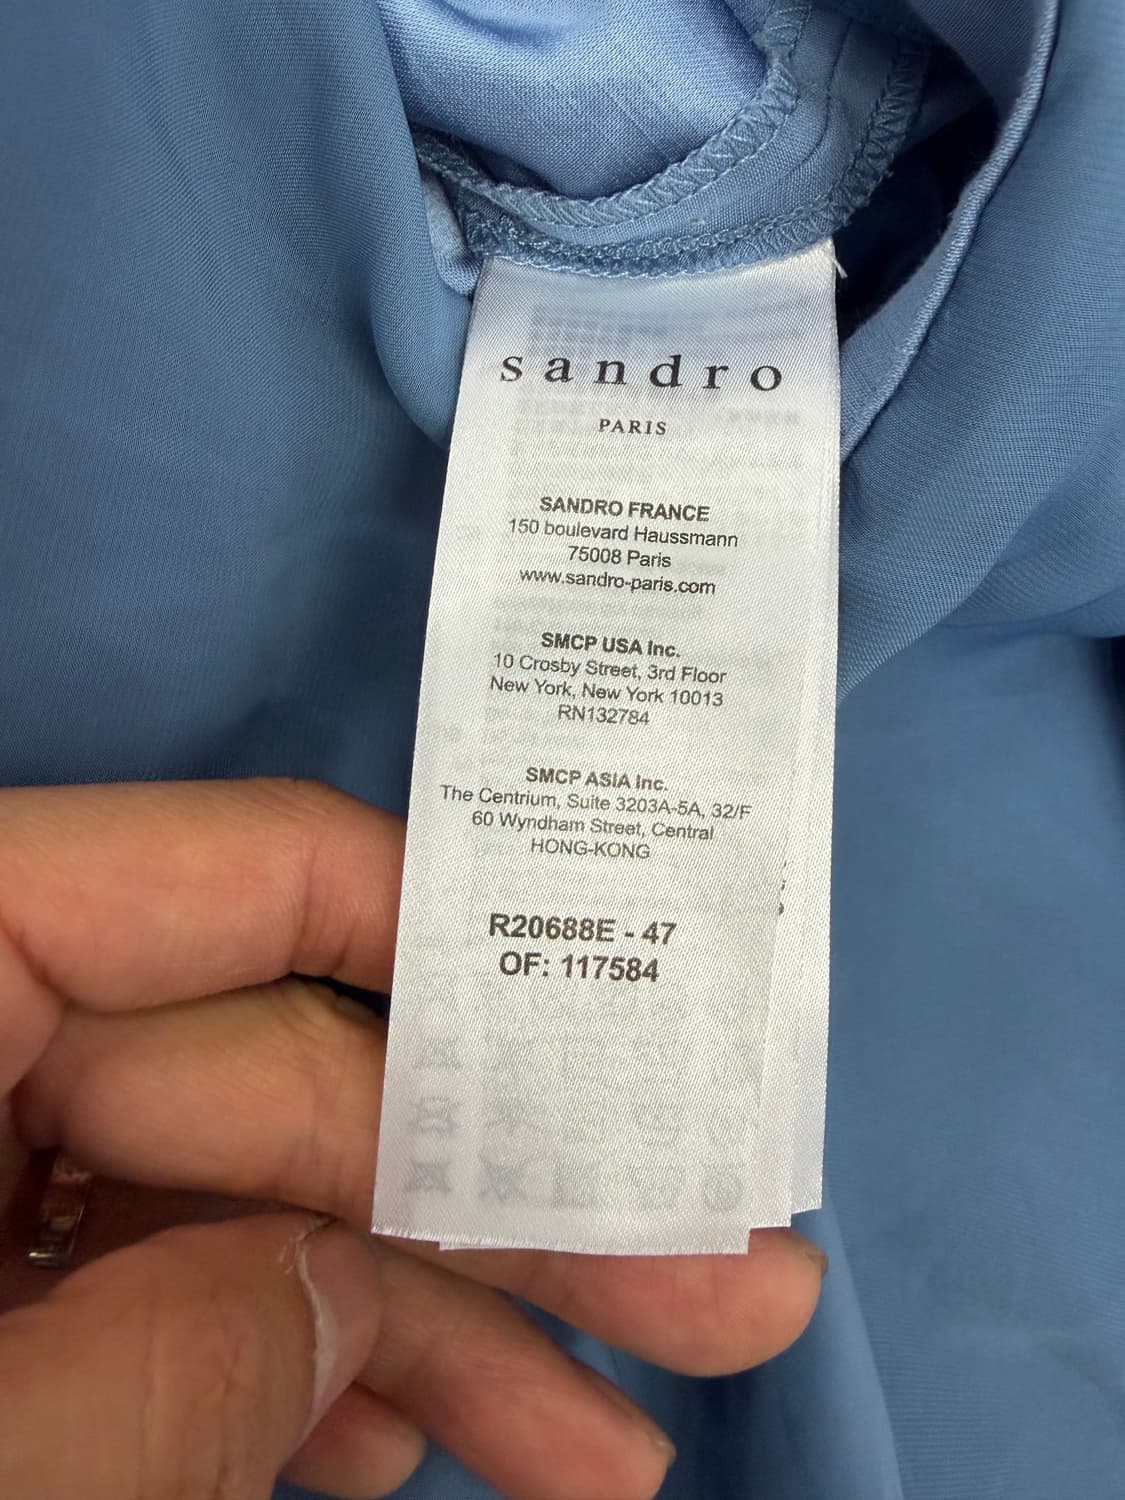 sandro
PARIS
SANDRO FRANCE
150 boulevard Haussmann
75008 Paris
www.sandro-paris.com
SMCP USA Inc.
10 Crosby Street, 3rd Floor
New York, New York 10013
RN132784
SMCP ASIA Inc.
The Centrium, Suite 3203A-5A, 32/F
60 Wyndham Street, Central
HONG-KONG
R20688E - 47
OF: 117584